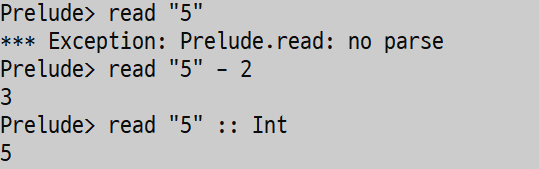 Prelude> read "5"
*** Exception: Prelude.read: no parse
Prelude> read "5" – 2
3
Prelude> read "5" :: Int
5